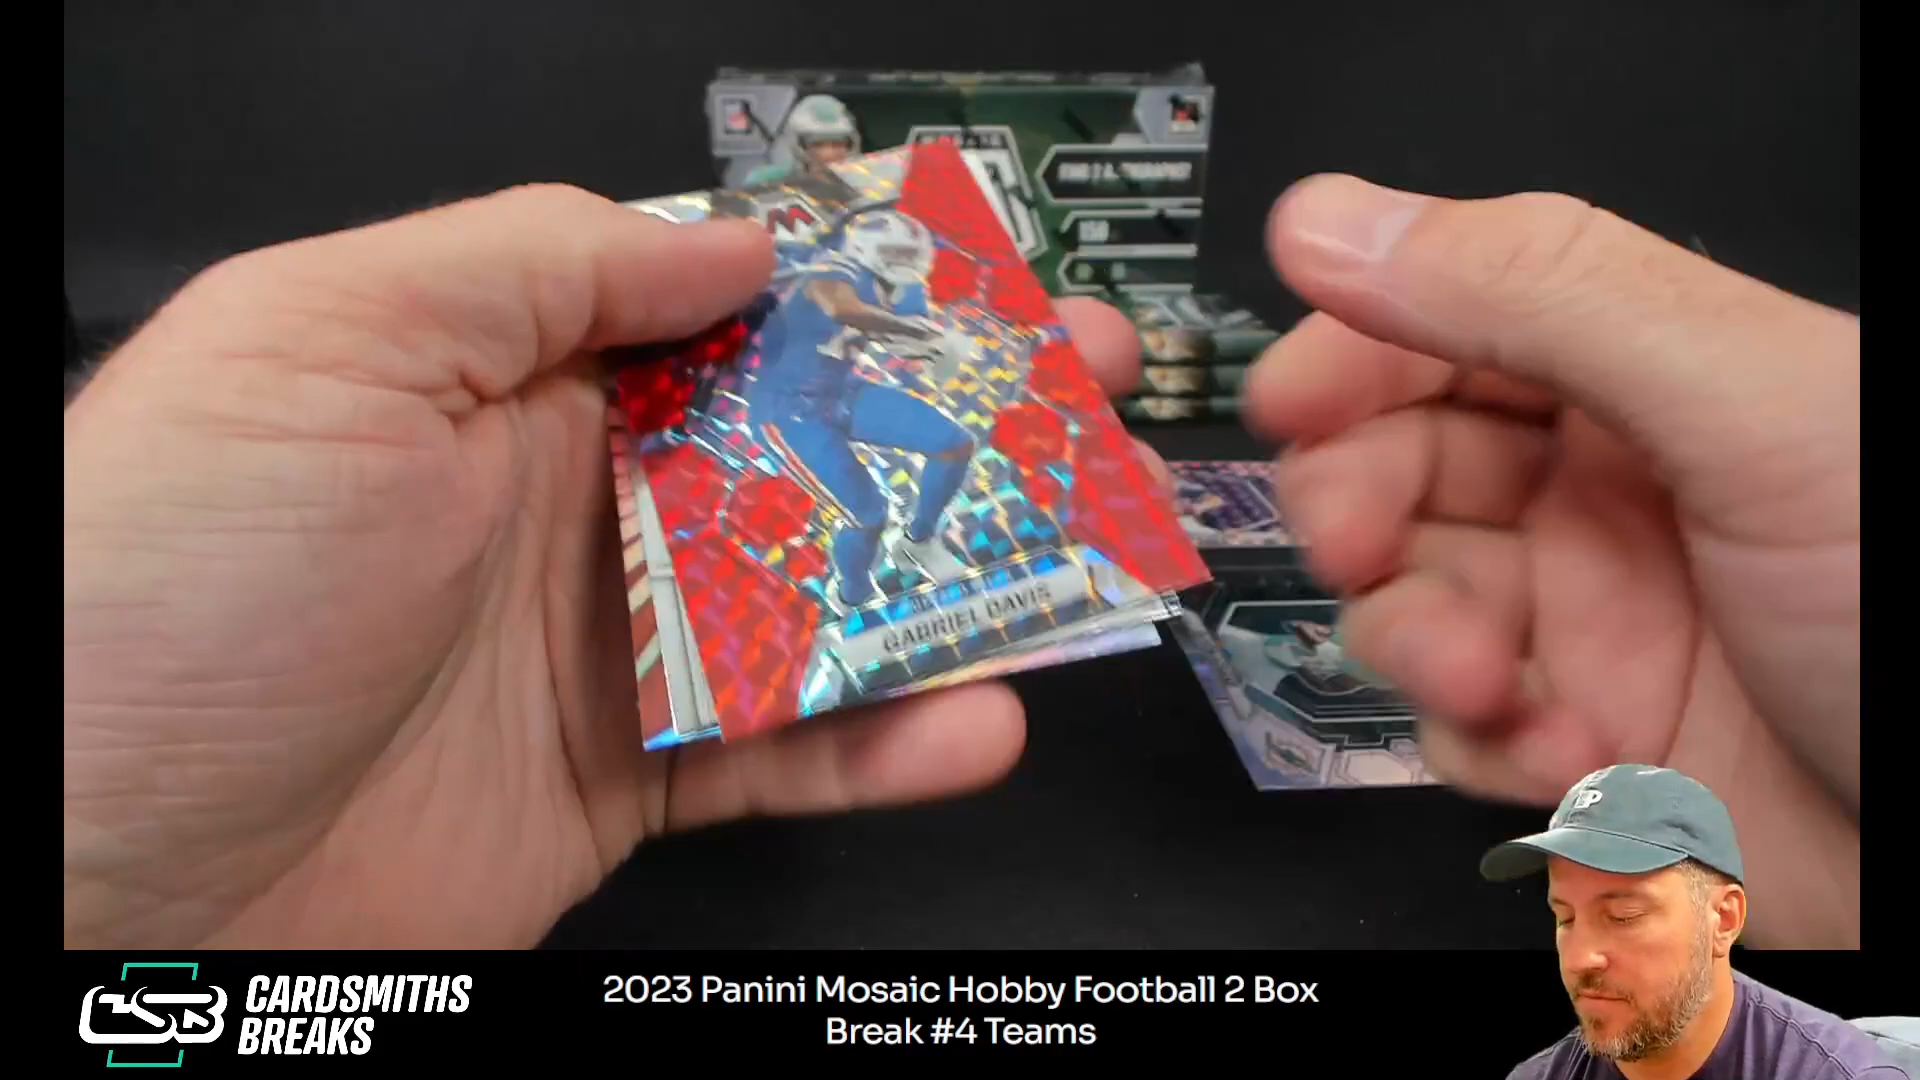 GABRIEL DAVIS
CARDSMITHS
BREAKS
2023 Panini Mosaic Hobby Football 2 Box
Break #4 Teams